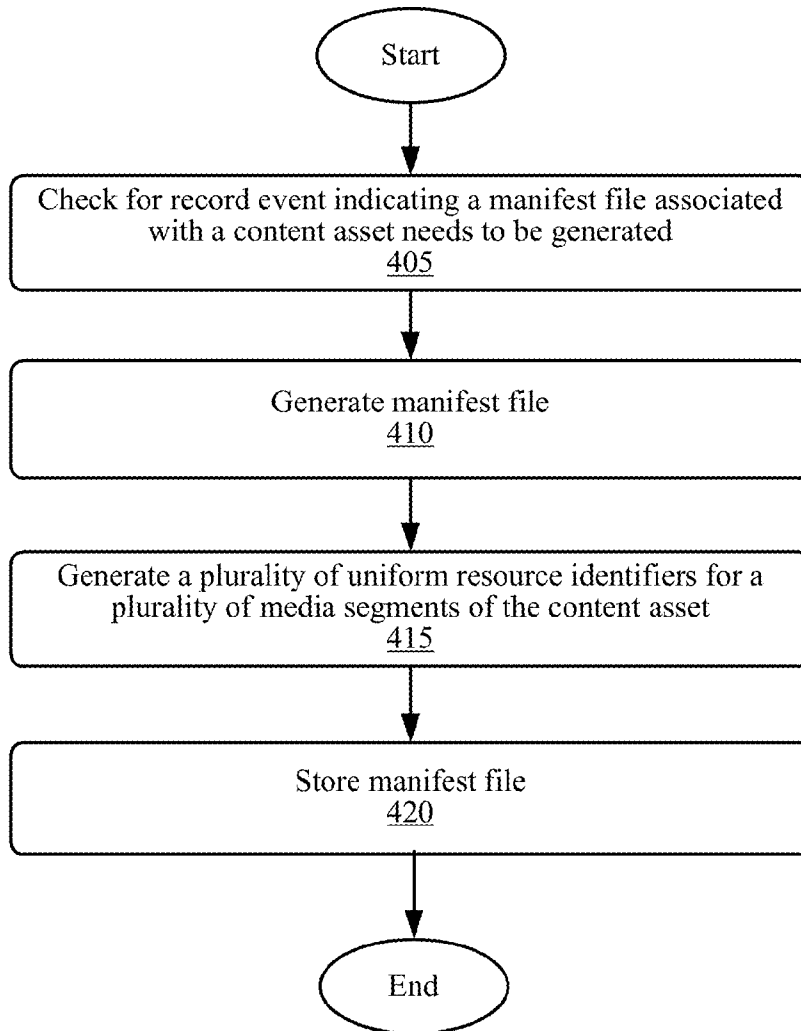 Start
Check for record event indicating a manifest file associated
with a content asset needs to be generated
405
Generate manifest file
410
Generate a plurality of uniform resource identifiers for a
plurality of media segments of the content asset
415
Store manifest file
420
End